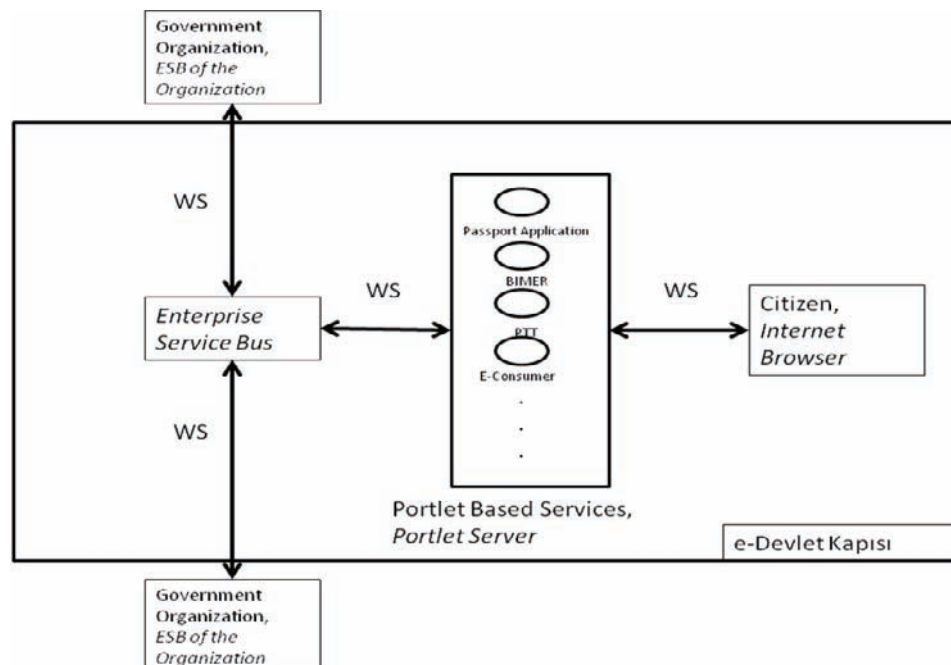 Government
Organization,
ESB of the
Organization
WS
Passport Application
BIMER
PTT
E-Consumer
.
.
.
WS
WS
Enterprise
Service Bus
Citizen,
Internet
Browser
WS
Portlet Based Services,
Portlet Server
e-Devlet Kapısı
Government
Organization,
ESB of the
Organization